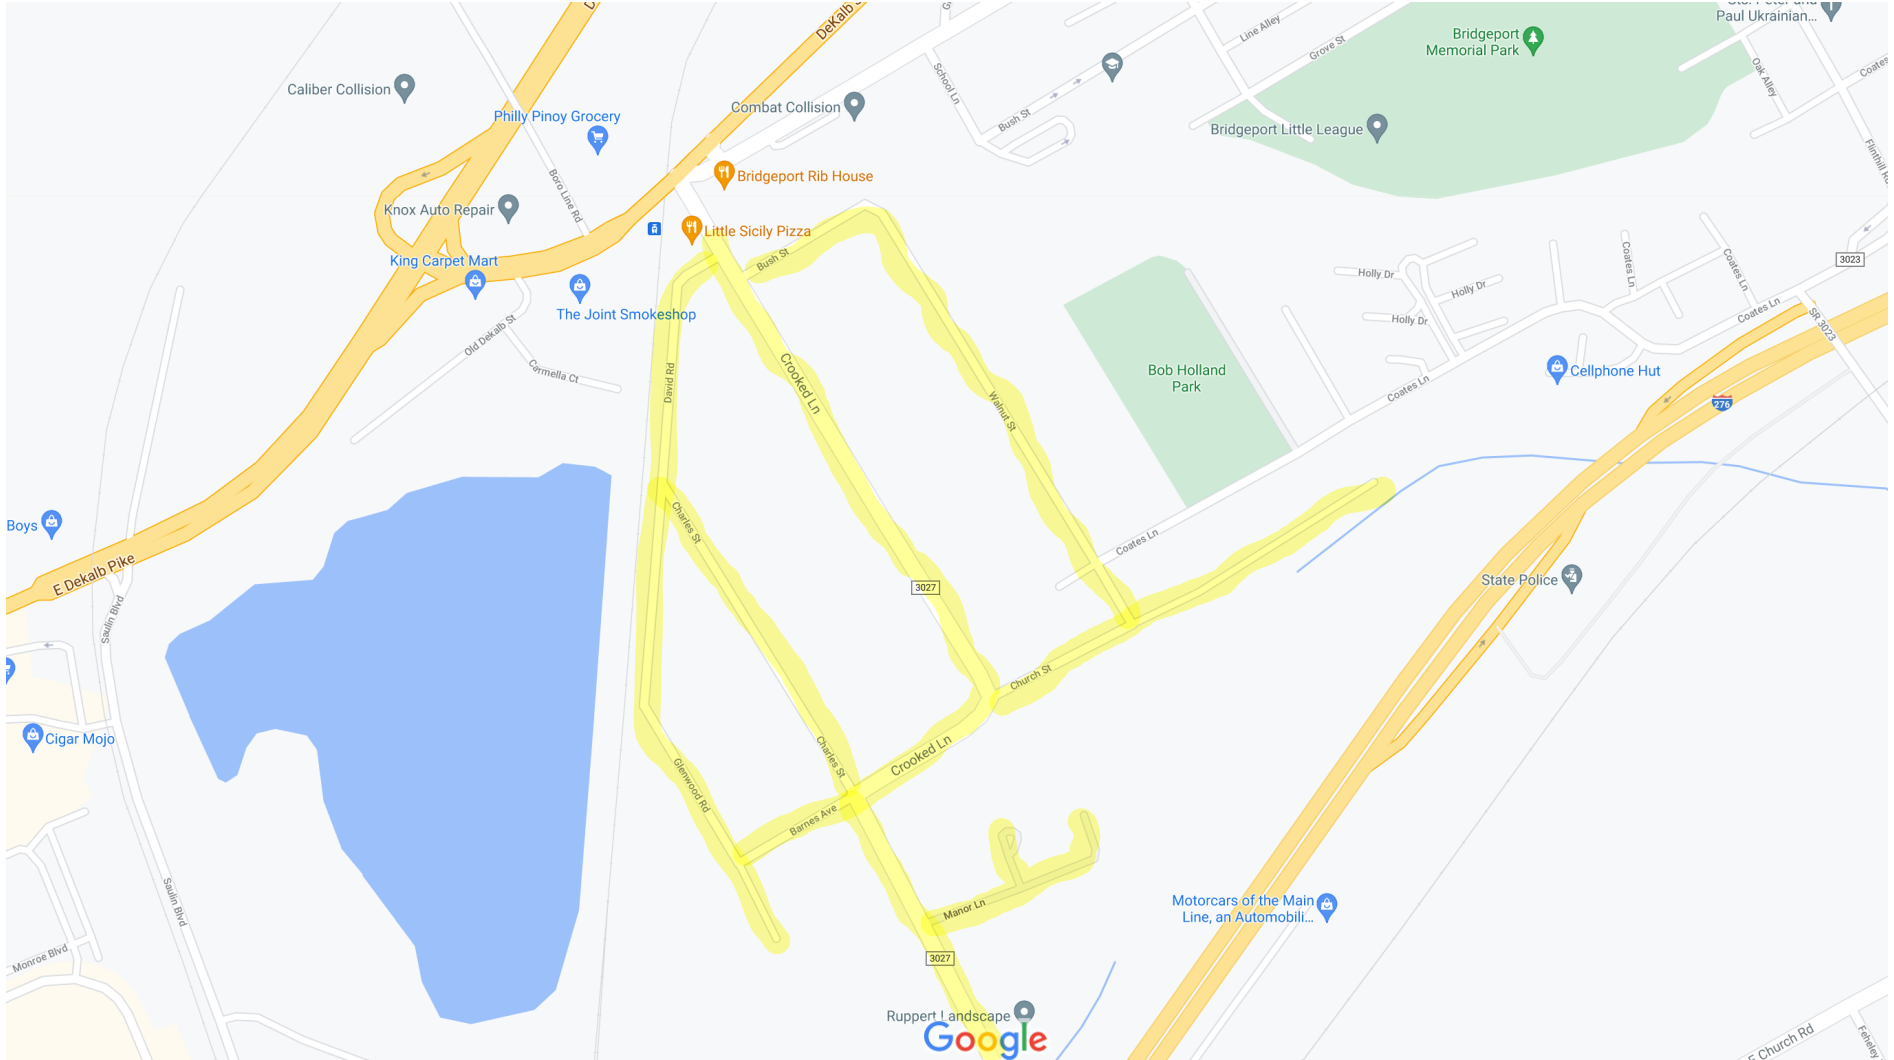 DeKalb S
Line Alley
Grove St
Bridgeport
Memorial Park
Paul Ukrainian...
Oak Alley
Coates
Caliber Collision
School Ln
Philly Pinoy Grocery
Combat Collision
Bush St
Bridgeport Little League
Flinthill Rd
Boro Line Rd
Bridgeport Rib House
Knox Auto Repair
Little Sicily Pizza
King Carpet Mart
Bush St
Holly Dr
Holly Dr
Holly Dr
Coates Ln
Coates Ln
3023
Coates Ln
SR 3023
The Joint Smokeshop
Old Dekalb St
Cormella Ct
David Rd
Crooked Ln
Walnut St
Bob Holland
Park
Coates Ln
Cellphone Hut
276
Boys
E Dekalb Pike
Charles St
Coates Ln
3027
State Police
Saulin Blvd
Church St
Cigar Mojo
Glenwood Rd
Charles St
Crooked Ln
Barnes Ave
Manor Ln
Motorcars of the Main
Line, an Automobili...
Saulin Blvd
Monroe Blvd
3027
Ruppert Landscape
Google
E Church Rd
Feheley